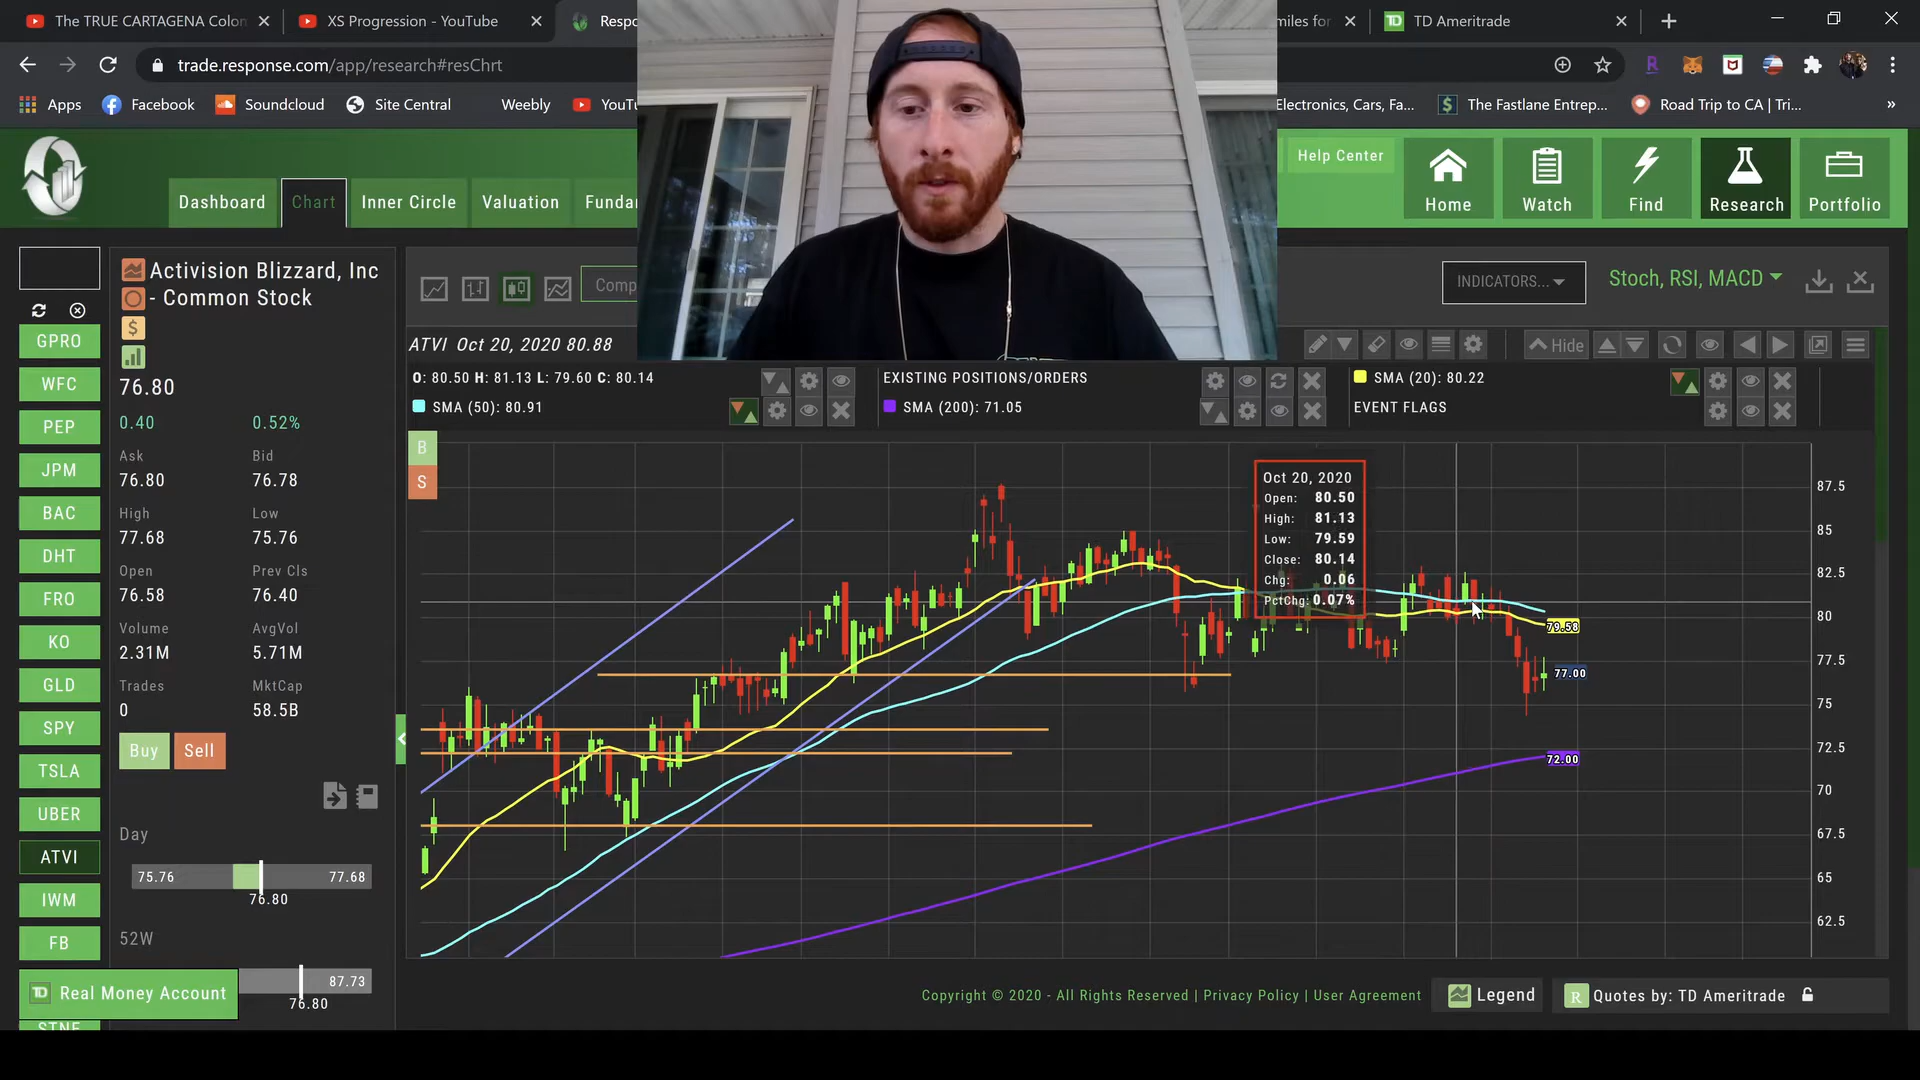 The TRUE CARTAGENA Colon
XS Progression - YouTube
Respo
miles for
TD Ameritrade
trade.response.com/app/research#resChrt
Apps
Facebook
Soundcloud
Site Central
Weebly
YouTu
Electronics, Cars, Fa...
The Fastlane Entrep...
Road Trip to CA | Tri...
»
Dashboard
Chart
Inner Circle
Valuation
Fundar
Help Center
Home
Watch
Find
Research
Portfolio
GPRO
WFC
PEP
JPM
BAC
DHT
FRO
KO
GLD
SPY
TSLA
UBER
ATVI
IWM
FB
STNE
Activision Blizzard, Inc
- Common Stock
$
76.80
0.40 0.52%
Ask Bid
76.80 76.78
High Low
77.68 75.76
Open Prev Cls
76.58 76.40
Volume AvgVol
2.31M 5.71M
Trades MktCap
0 58.5B
Buy Sell
Day
75.76 77.68
76.80
52W
87.73
76.80
TD Real Money Account
Comp
INDICATORS...
Stoch, RSI, MACD
Hide
ATVI Oct 20, 2020 80.88
O: 80.50 H: 81.13 L: 79.60 C: 80.14
EXISTING POSITIONS/ORDERS
SMA (20): 80.22
SMA (50): 80.91
SMA (200): 71.05
EVENT FLAGS
B
S
Oct 20, 2020
Open: 80.50
High: 81.13
Low: 79.59
Close: 80.14
Chg: 0.06
PctChg: 0.07%
87.5
85
82.5
80
79.58
77.5
77.00
75
72.5
72.00
70
67.5
65
62.5
Copyright © 2020 - All Rights Reserved | Privacy Policy | User Agreement
Legend
R Quotes by: TD Ameritrade